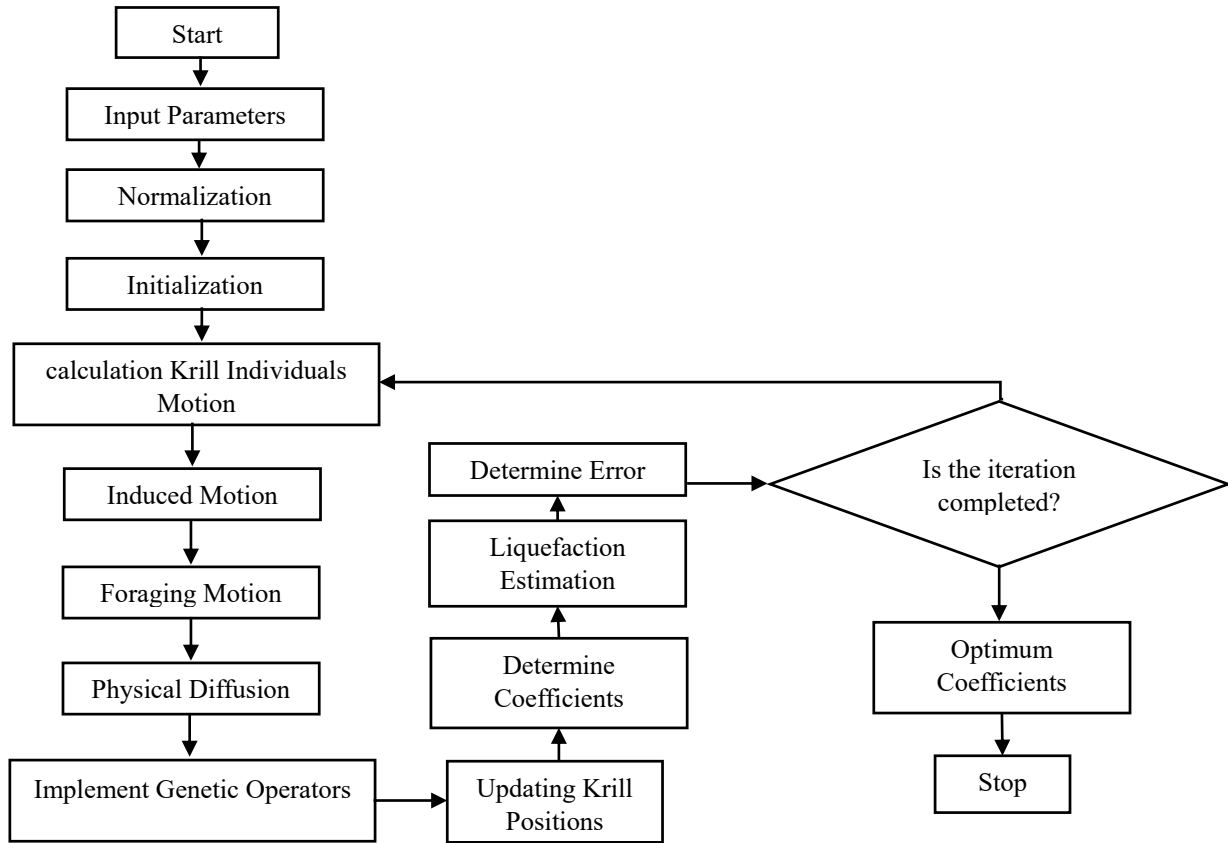 Start
Input Parameters
Normalization
Initialization
calculation Krill Individuals
Motion
Induced Motion
Foraging Motion
Physical Diffusion
Implement Genetic Operators
Updating Krill
Positions
Determine
Coefficients
Liquefaction
Estimation
Determine Error
Is the iteration
completed?
Optimum
Coefficients
Stop